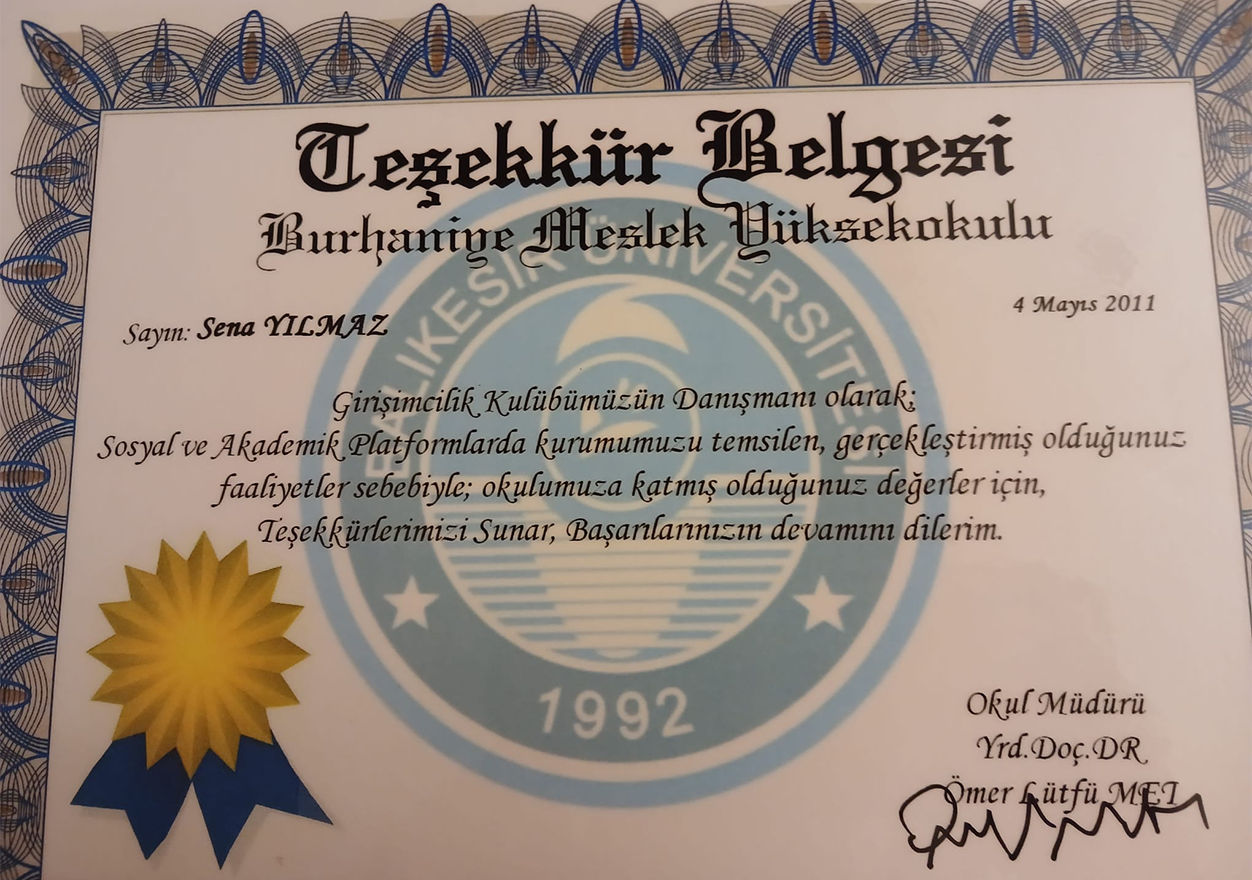 Teşekkür Belgesi
Burhaniye Meslek Yüksekokulu
4 Mayıs 2011
Sayın: Sena YILMAZ
Girişimcilik Kulübümüzün Danışmanı olarak;
Sosyal ve Akademik Platformlarda kurumumuzu temsilen, gerçekleştirmiş olduğunuz
faaliyetler sebebiyle; okulumuza katmış olduğunuz değerler için,
Teşekkürlerimizi Sunar, Başarılarınızın devamını dilerim.
BALIKESİR ÜNİVERSİTESİ
1992
Okul Müdürü
Yrd.Doç.DR
Ömer Lütfü